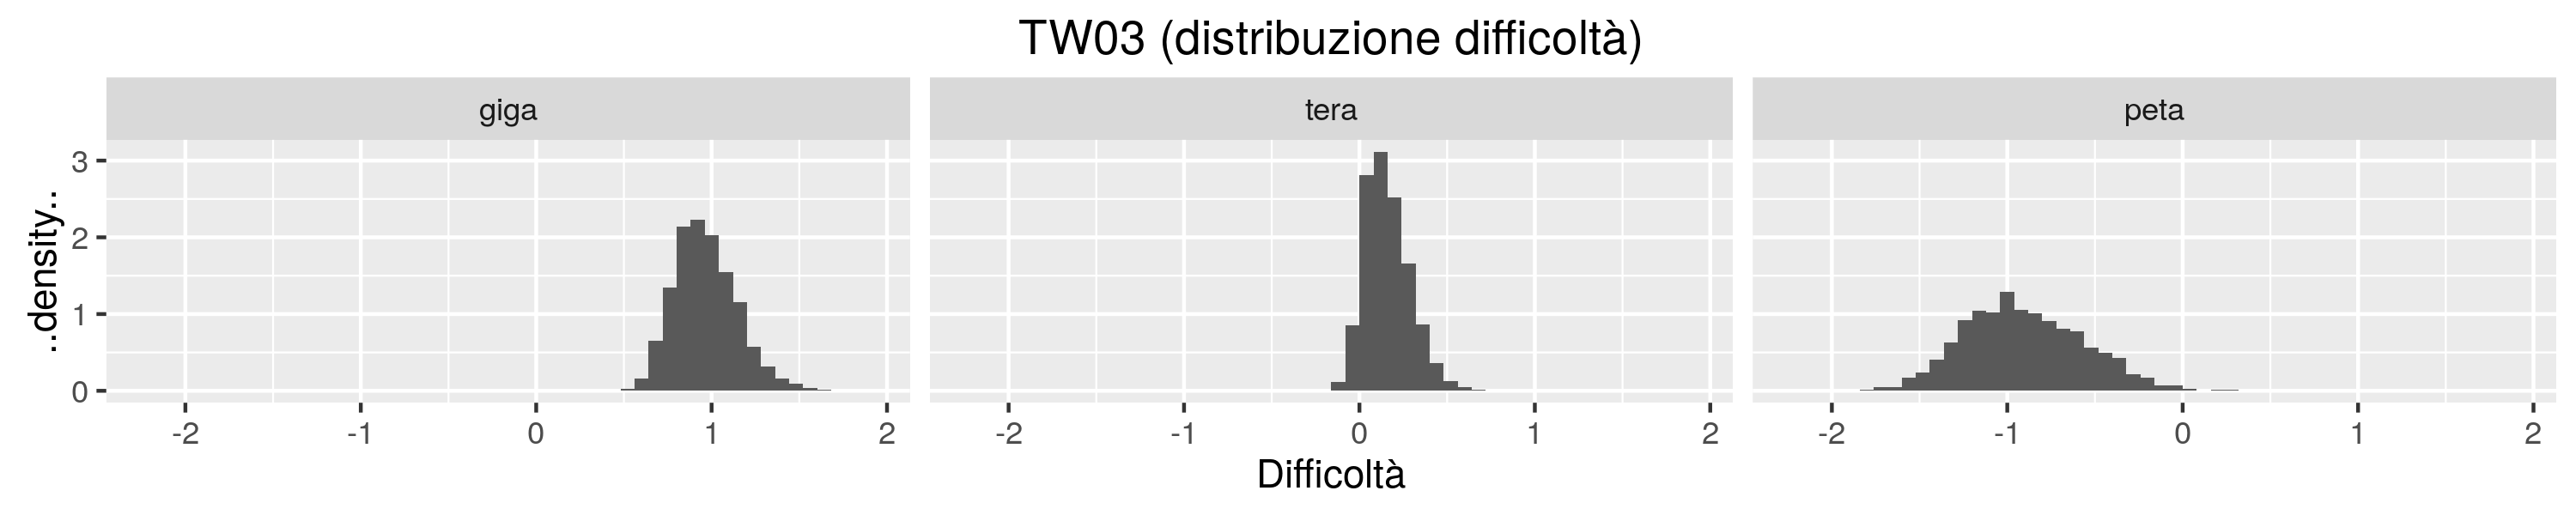 TW03 (distribuzione difficoltà)
giga tera peta
..density..
3
2
1
0
-2 -1 0 1 2 -2 -1 0 1 2 -2 -1 0 1 2
Difficoltà